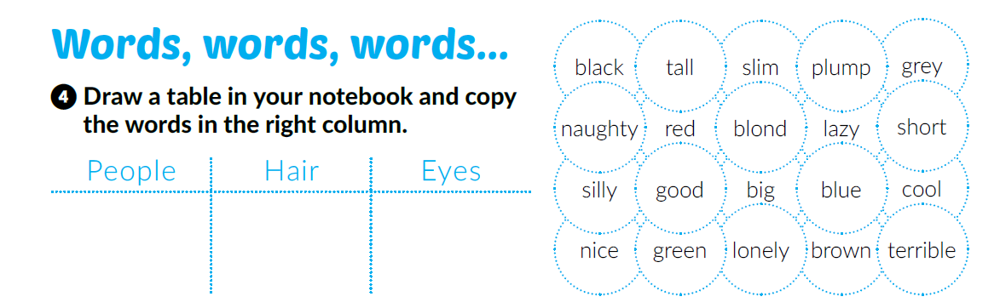 Words, words, words...
4 Draw a table in your notebook and copy
the words in the right column.
People Hair Eyes
black tall slim plump grey
naughty red blond lazy short
silly good big blue cool
nice green lonely brown terrible